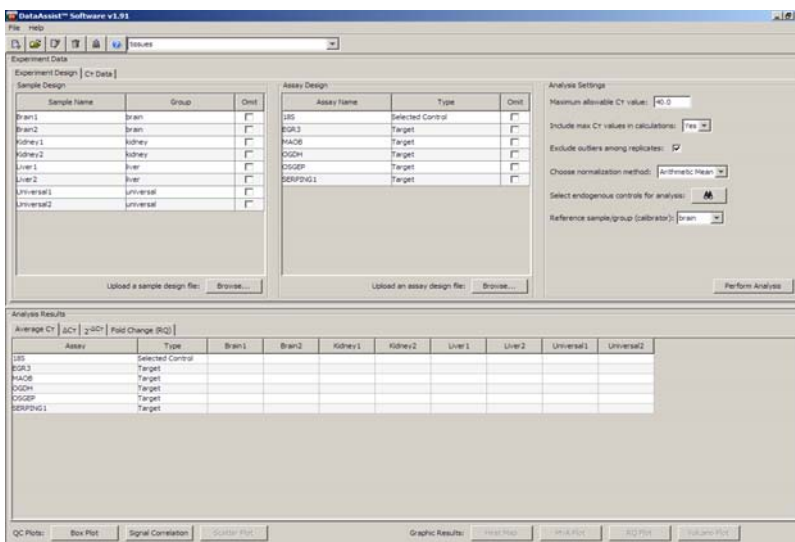 DataAssist™ Software v1.91
File Help
tissues
Experiment Data
Experiment Design CT Data
Sample Design
Sample Name Group Omit
Brain1 brain
Brain2 brain
Kidney1 kidney
Kidney2 kidney
Liver1 liver
Liver2 liver
Universal1 universal
Universal2 universal
Upload a sample design file: Browse...
Assay Design
Assay Name Type Omit
18S Selected Control
EGR3 Target
MAOB Target
OGDH Target
OSGEP Target
SERPING1 Target
Upload an assay design file: Browse...
Analysis Settings
Maximum allowable CT value: 40.0
Include max CT values in calculations: Yes
Exclude outliers among replicates:
Choose normalization method: Arithmetic Mean
Select endogenous controls for analysis:
Reference sample/group (calibrator): brain
Perform Analysis
Analysis Results
Average CT ΔCT 2-ΔCT Fold Change (RQ)
Assay Type Brain1 Brain2 Kidney1 Kidney2 Liver1 Liver2 Universal1 Universal2
18S Selected Control
EGR3 Target
MAOB Target
OGDH Target
OSGEP Target
SERPING1 Target
QC Plots: Box Plot Signal Correlation Scatter Plot Graphic Results: Heat Map RQ Plot Volcano Plot